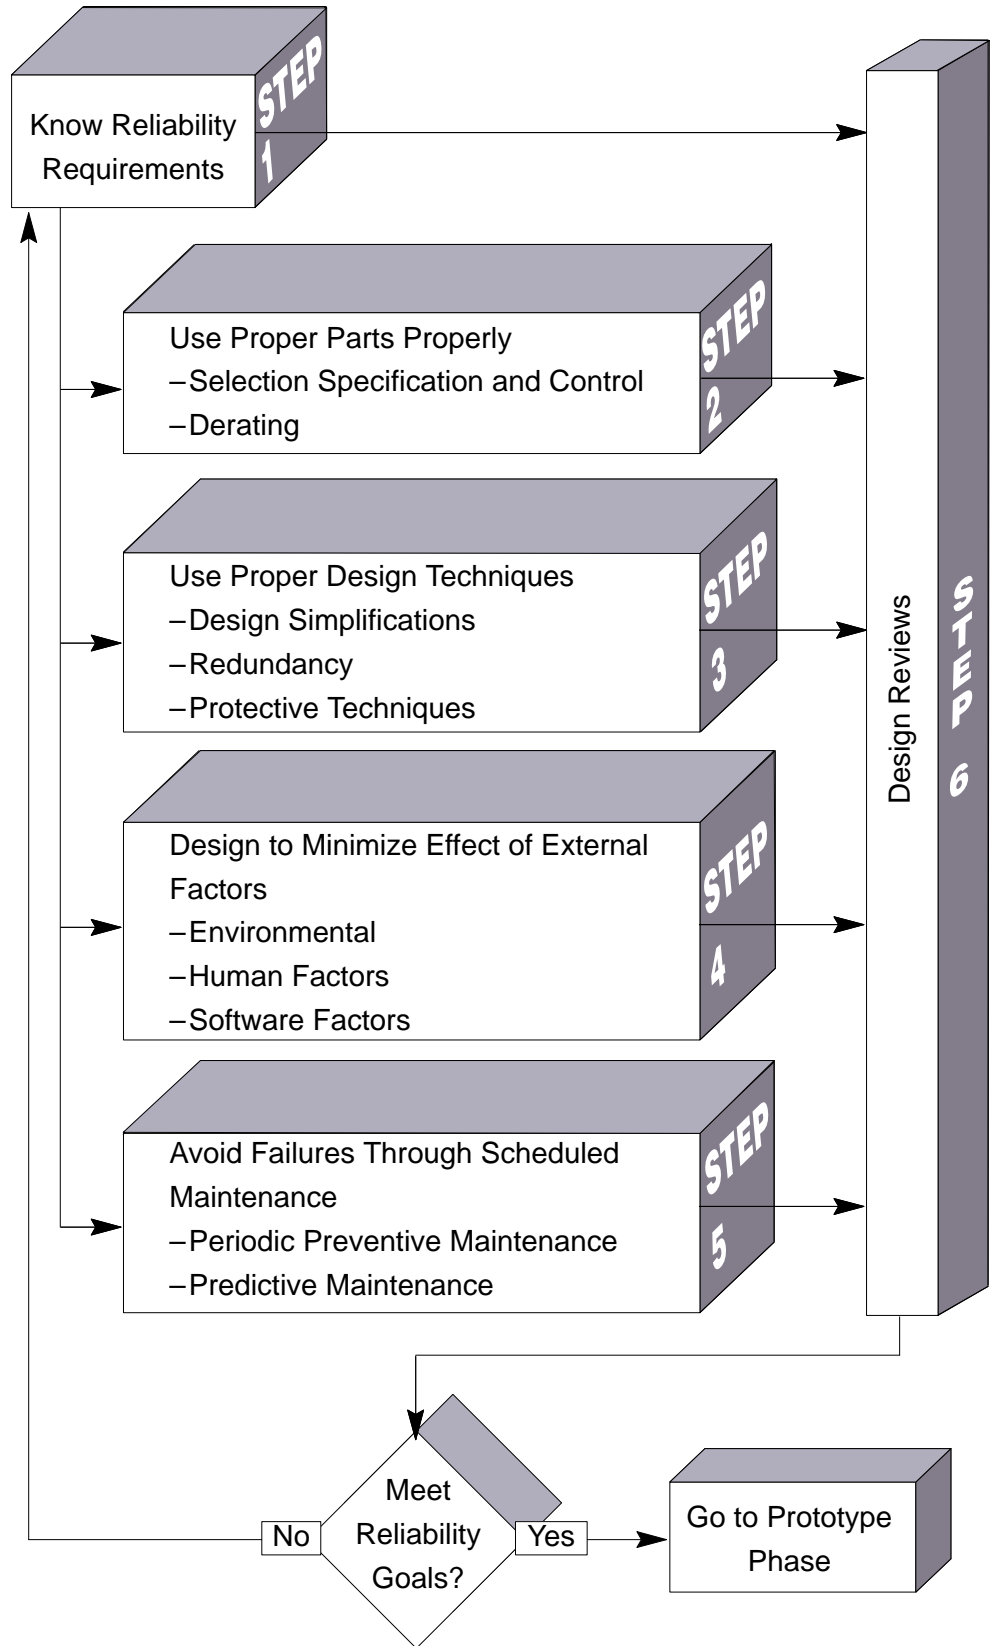 Know Reliability
Requirements
STEP
1
Use Proper Parts Properly
–Selection Specification and Control
–Derating
STEP
2
Use Proper Design Techniques
–Design Simplifications
–Redundancy
–Protective Techniques
STEP
3
Design to Minimize Effect of External
Factors
–Environmental
–Human Factors
–Software Factors
STEP
4
Avoid Failures Through Scheduled
Maintenance
–Periodic Preventive Maintenance
–Predictive Maintenance
STEP
5
Design Reviews
STEP 6
Meet
Reliability
Goals?
No
Yes
Go to Prototype
Phase